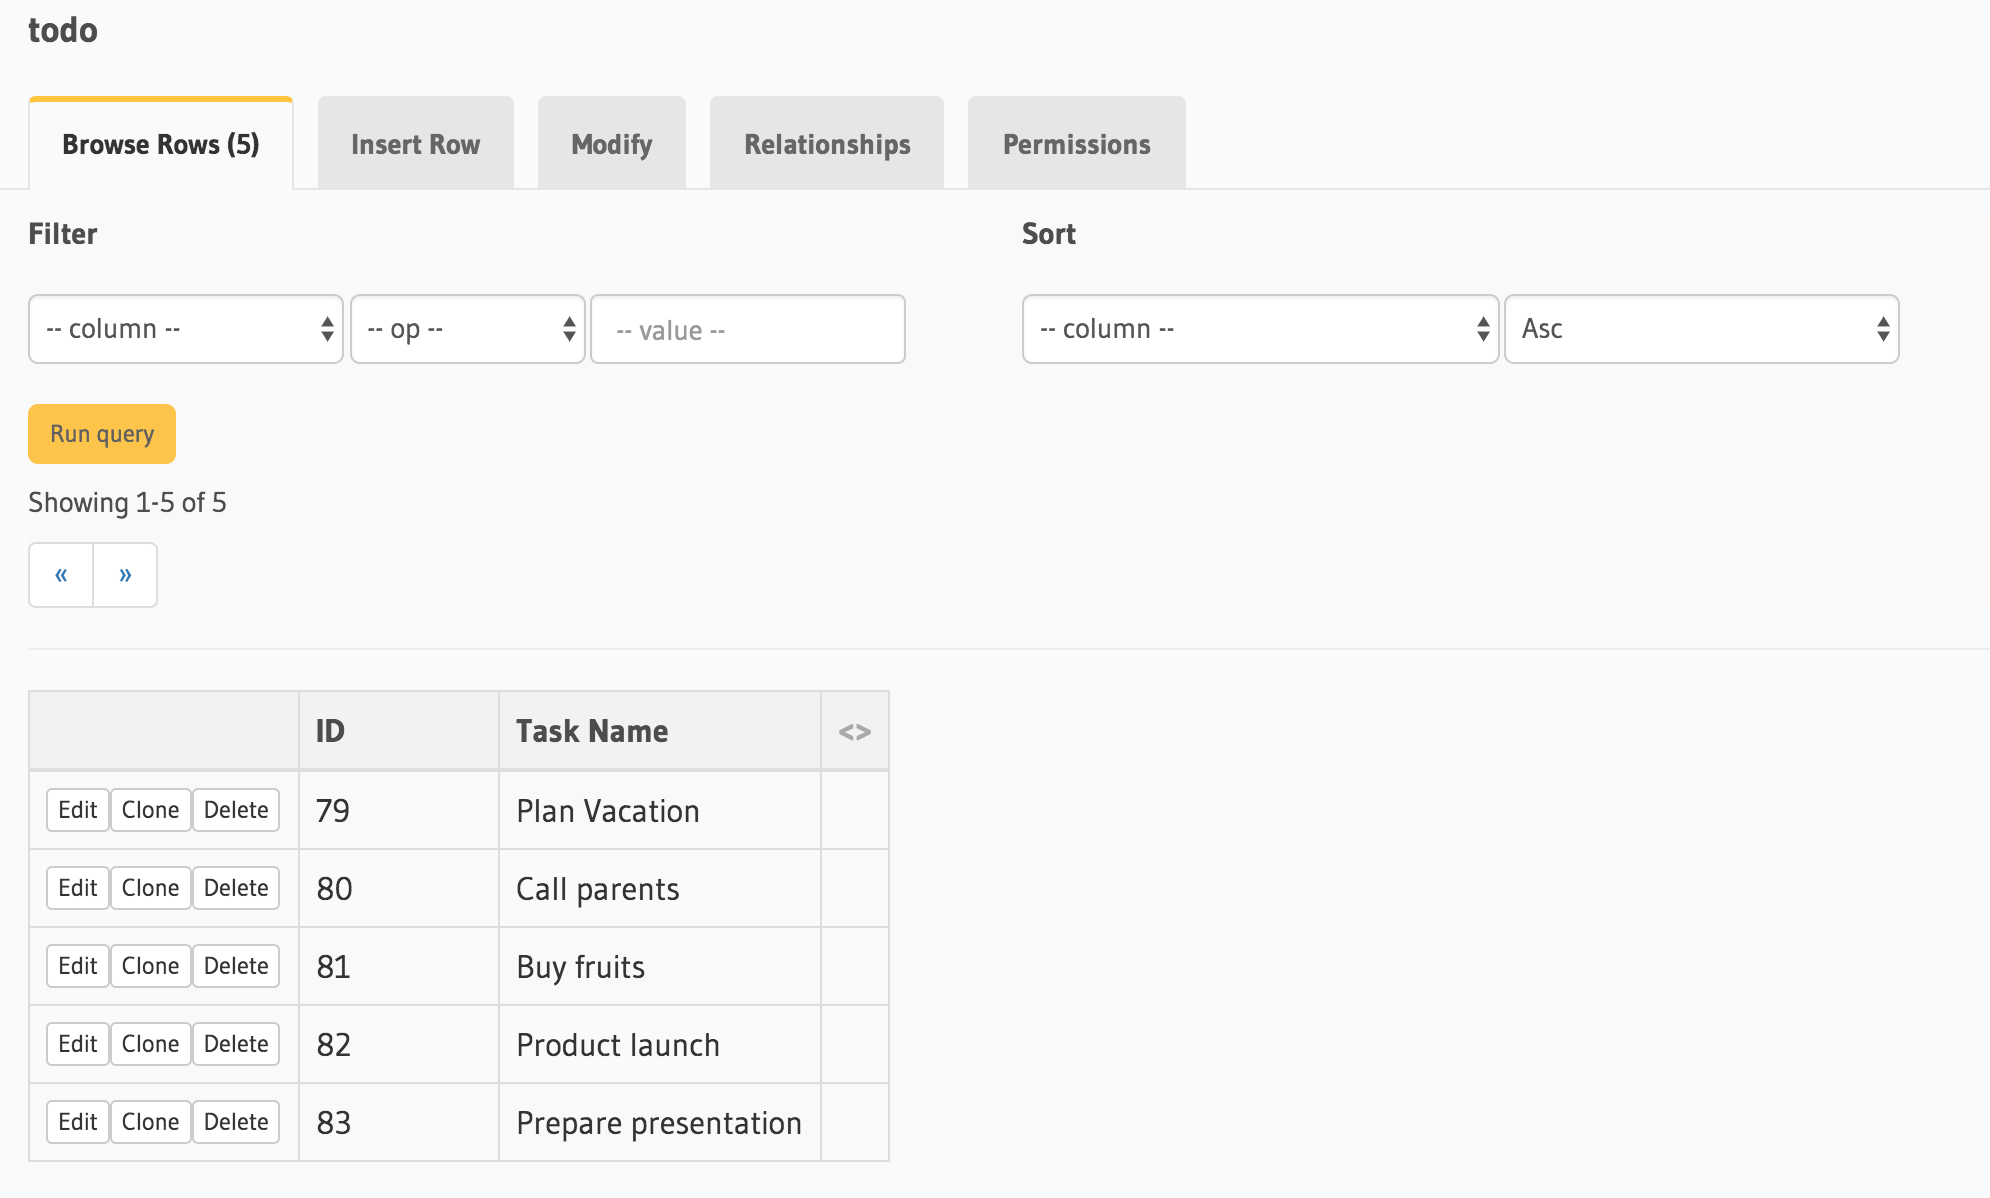 todo
Browse Rows (5) Insert Row Modify Relationships Permissions
Filter Sort
-- column -- -- op -- -- value -- -- column -- Asc
Run query
Showing 1-5 of 5
« »
ID Task Name <>
Edit Clone Delete 79 Plan Vacation
Edit Clone Delete 80 Call parents
Edit Clone Delete 81 Buy fruits
Edit Clone Delete 82 Product launch
Edit Clone Delete 83 Prepare presentation